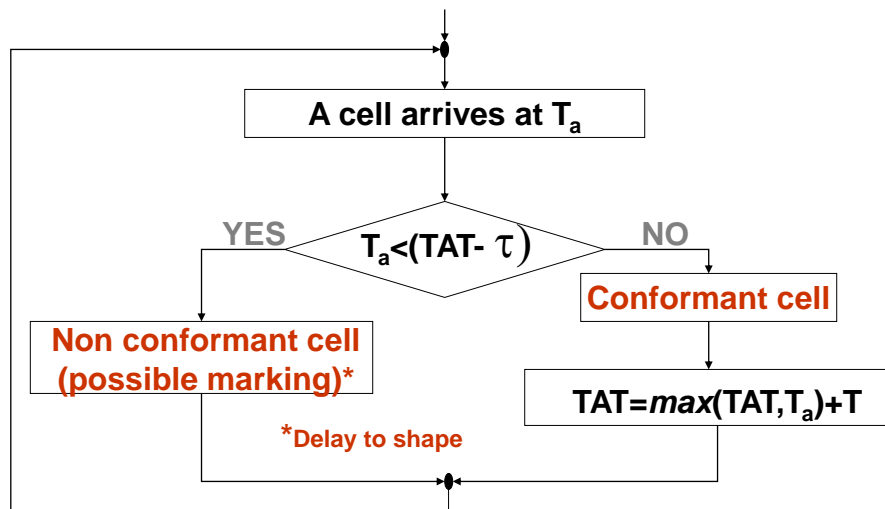 A cell arrives at Tₐ
YES
Tₐ<(TAT- τ)
NO
Conformant cell
Non conformant cell
(possible marking)*
TAT=max(TAT,Tₐ)+T
*Delay to shape